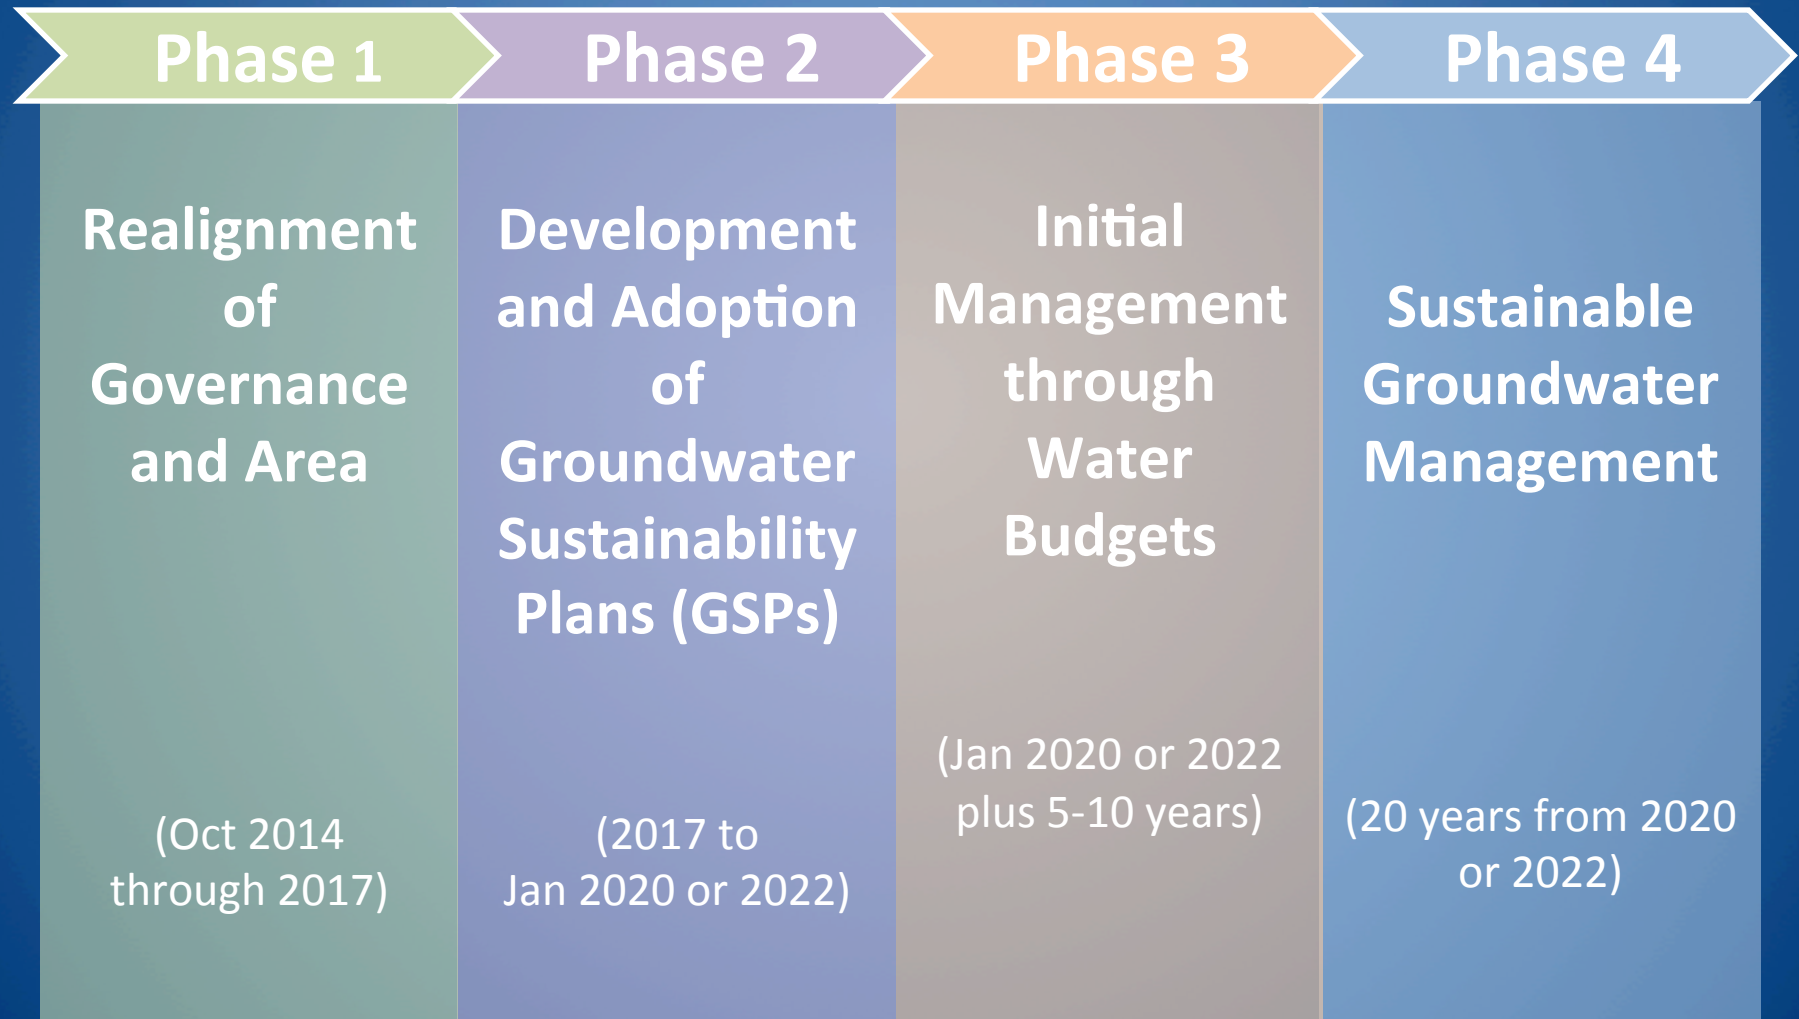 Phase 1
Phase 2
Phase 3
Phase 4
Realignment
of
Governance
and Area
(Oct 2014
through 2017)
Development
and Adoption
of
Groundwater
Sustainability
Plans (GSPs)
(2017 to
Jan 2020 or 2022)
Initial
Management
through
Water
Budgets
(Jan 2020 or 2022
plus 5-10 years)
Sustainable
Groundwater
Management
(20 years from 2020
or 2022)